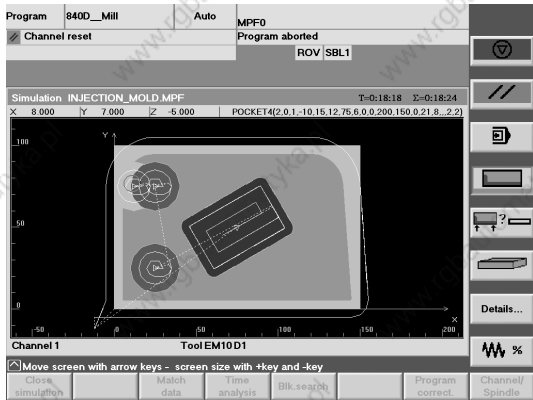 Program 840D__Mill Auto MPF0
Channel reset Program aborted
ROV SBL1
Simulation INJECTION_MOLD.MPF T=0:18:18 Σ=0:18:24
X 8.000 Y 7.000 Z -5.000 POCKET4(2,0,1,-10,15,12,75,6,0,0,200,150,0,21,8,,,2,2)
Y
100
50
0
X
-50 0 50 100 150 200
? 
Details...
Channel 1 Tool EM10 D1
%
Move screen with arrow keys - screen size with +key and -key
Close simulation
Match data
Time analysis
Blk.search
Program correct.
Channel/ Spindle